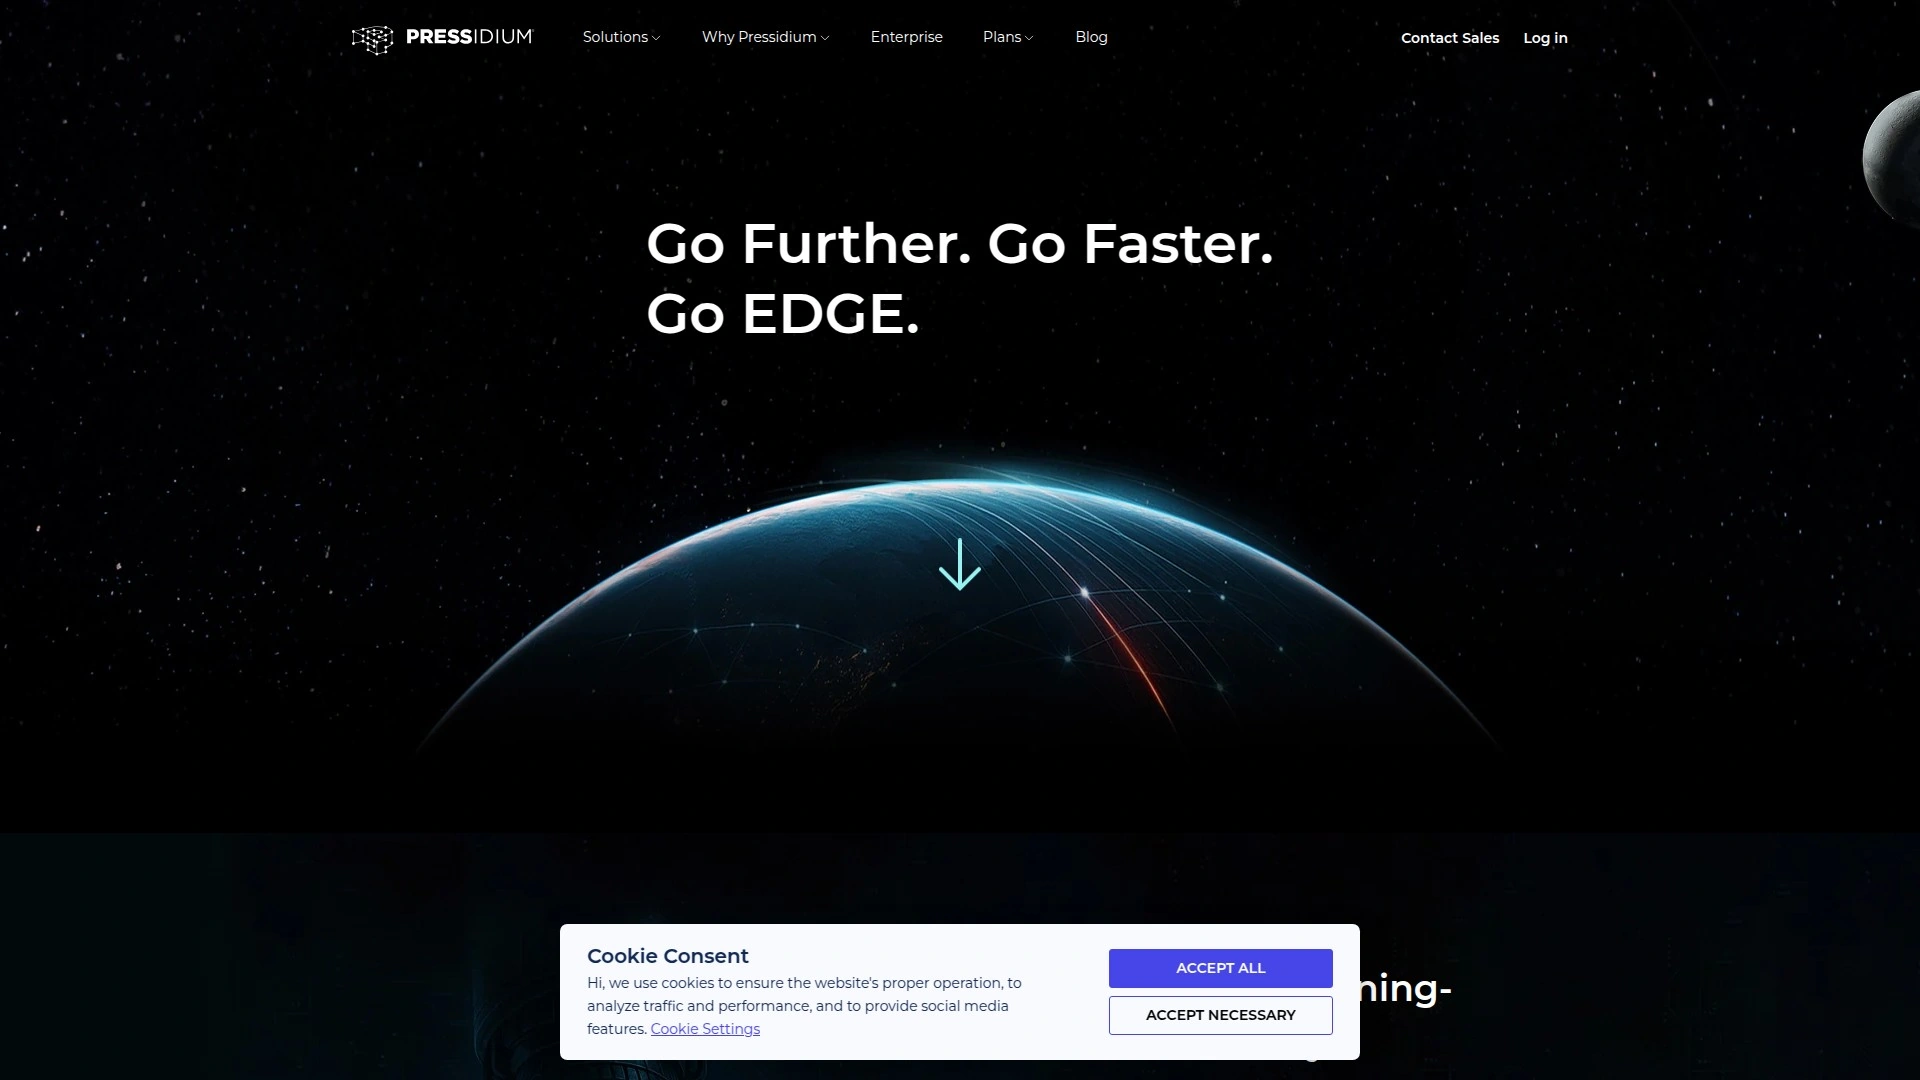 PRESSIDIUM
Solutions
Why Pressidium
Enterprise
Plans
Blog
Contact Sales
Log in
Go Further. Go Faster.
Go EDGE.
Cookie Consent
Hi, we use cookies to ensure the website's proper operation, to
analyze traffic and performance, and to provide social media
features. Cookie Settings
ACCEPT ALL
ACCEPT NECESSARY